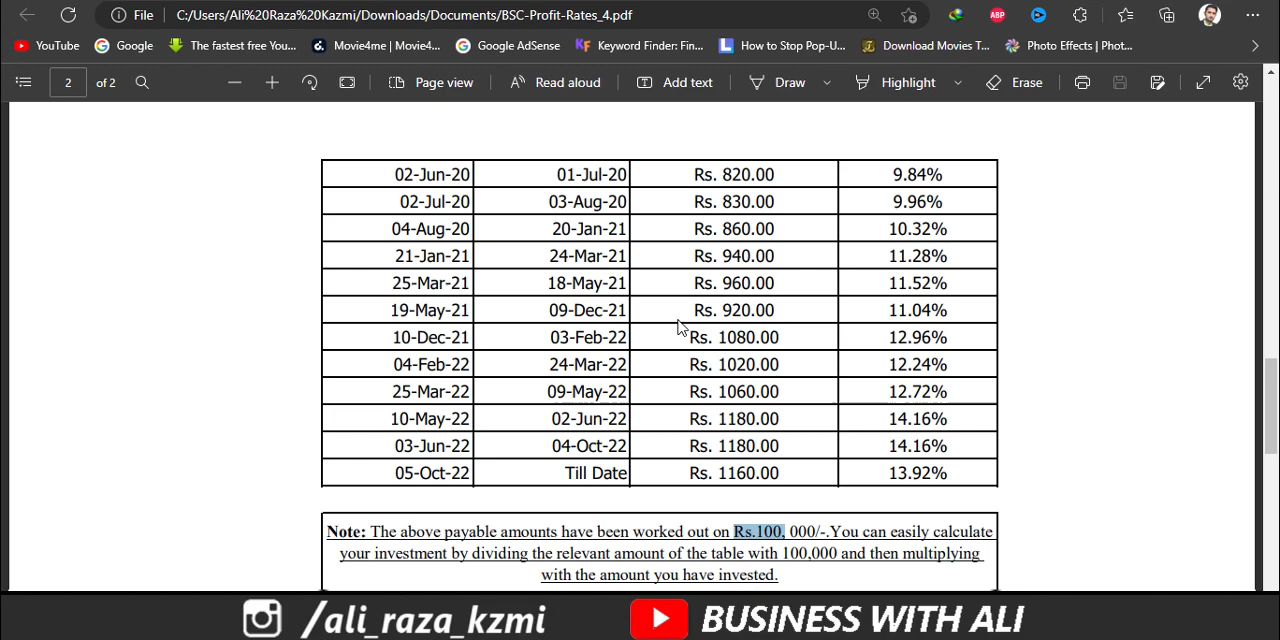 File C:/Users/Ali%20Raza%20Kazmi/Downloads/Documents/BSC-Profit-Rates_4.pdf ABP
YouTube Google The fastest free You... Movie4me | Movie4... Google AdSense Keyword Finder: Fin... How to Stop Pop-U... Download Movies T... Photo Effects | Phot...
2 of 2 Page view Read aloud Add text Draw Highlight Erase
02-Jun-20 01-Jul-20 Rs. 820.00 9.84%
02-Jul-20 03-Aug-20 Rs. 830.00 9.96%
04-Aug-20 20-Jan-21 Rs. 860.00 10.32%
21-Jan-21 24-Mar-21 Rs. 940.00 11.28%
25-Mar-21 18-May-21 Rs. 960.00 11.52%
19-May-21 09-Dec-21 Rs. 920.00 11.04%
10-Dec-21 03-Feb-22 Rs. 1080.00 12.96%
04-Feb-22 24-Mar-22 Rs. 1020.00 12.24%
25-Mar-22 09-May-22 Rs. 1060.00 12.72%
10-May-22 02-Jun-22 Rs. 1180.00 14.16%
03-Jun-22 04-Oct-22 Rs. 1180.00 14.16%
05-Oct-22 Till Date Rs. 1160.00 13.92%
Note: The above payable amounts have been worked out on Rs.100, 000/-.You can easily calculate
your investment by dividing the relevant amount of the table with 100,000 and then multiplying
with the amount you have invested.
/ali_raza_kzmi BUSINESS WITH ALI